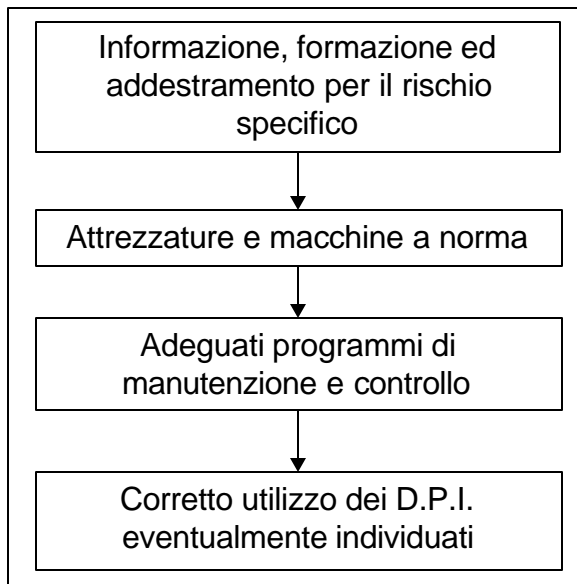 Informazione, formazione ed
addestramento per il rischio
specifico
Attrezzature e macchine a norma
Adeguati programmi di
manutenzione e controllo
Corretto utilizzo dei D.P.I.
eventualmente individuati